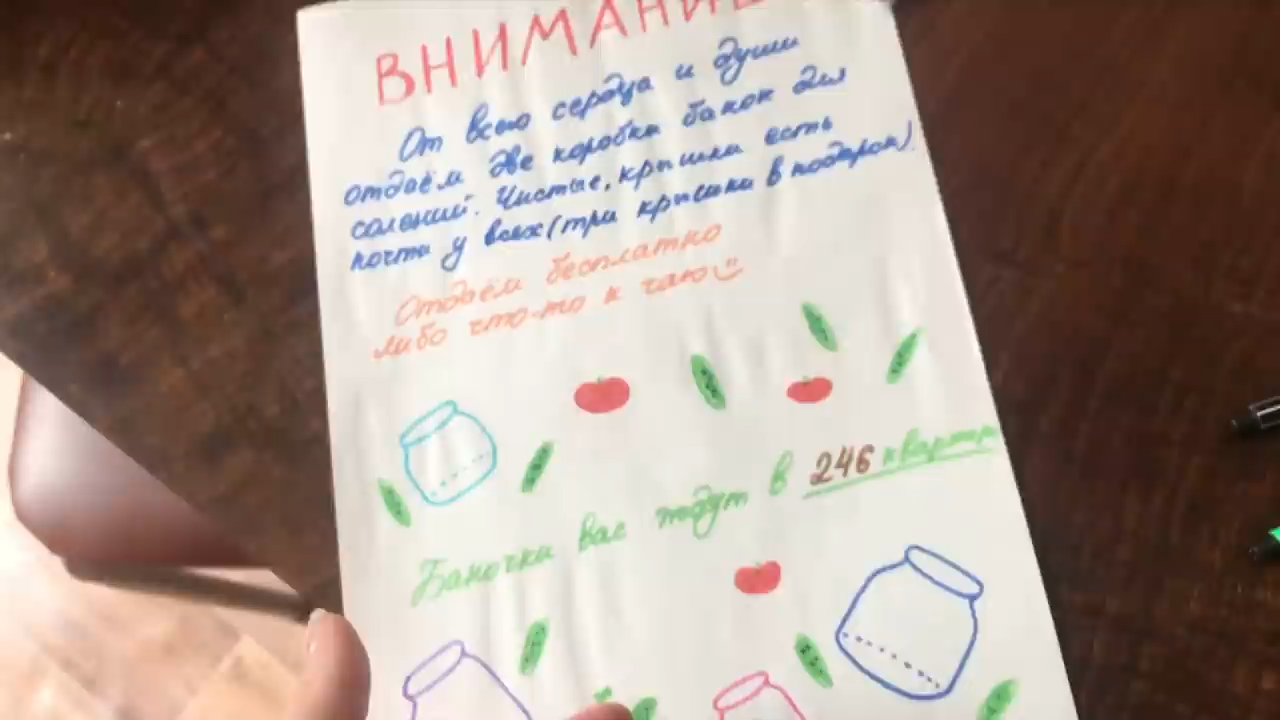 ВНИМАНИЕ
От всего сердца и души
отдаём две коробки банок для
солений. Чистые, крышки есть
почти у всех (три крышки в подарок).
Отдаём бесплатно
либо что-то к чаю
Баночки вас ждут в 246 квартире